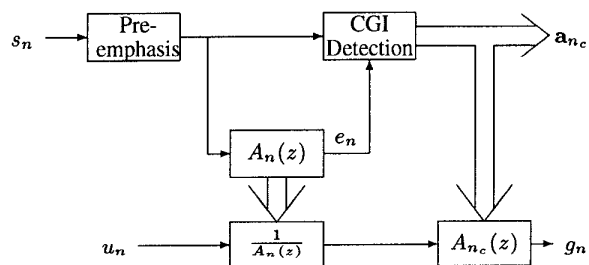 s_n
Pre-
emphasis
CGI
Detection
a_{n_c}
A_n(z)
e_n
u_n
1/A_n(z)
A_{n_c}(z)
g_n